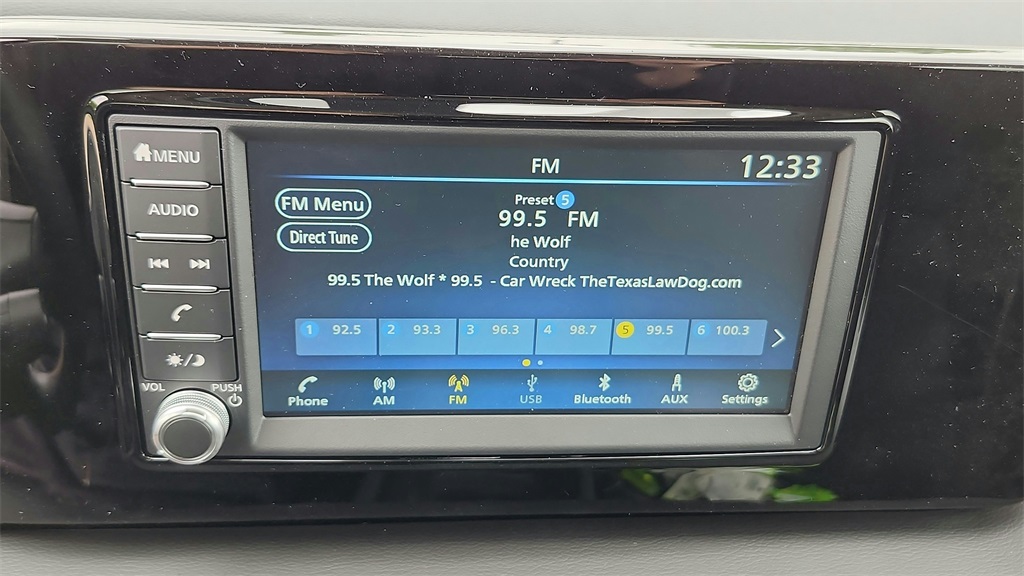 MENU
AUDIO
VOL
PUSH
FM
12:33
FM Menu
Direct Tune
Preset 5
99.5 FM
he Wolf
Country
99.5 The Wolf * 99.5 - Car Wreck TheTexasLawDog.com
1 92.5 2 93.3 3 96.3 4 98.7 5 99.5 6 100.3
Phone AM FM USB Bluetooth AUX Settings